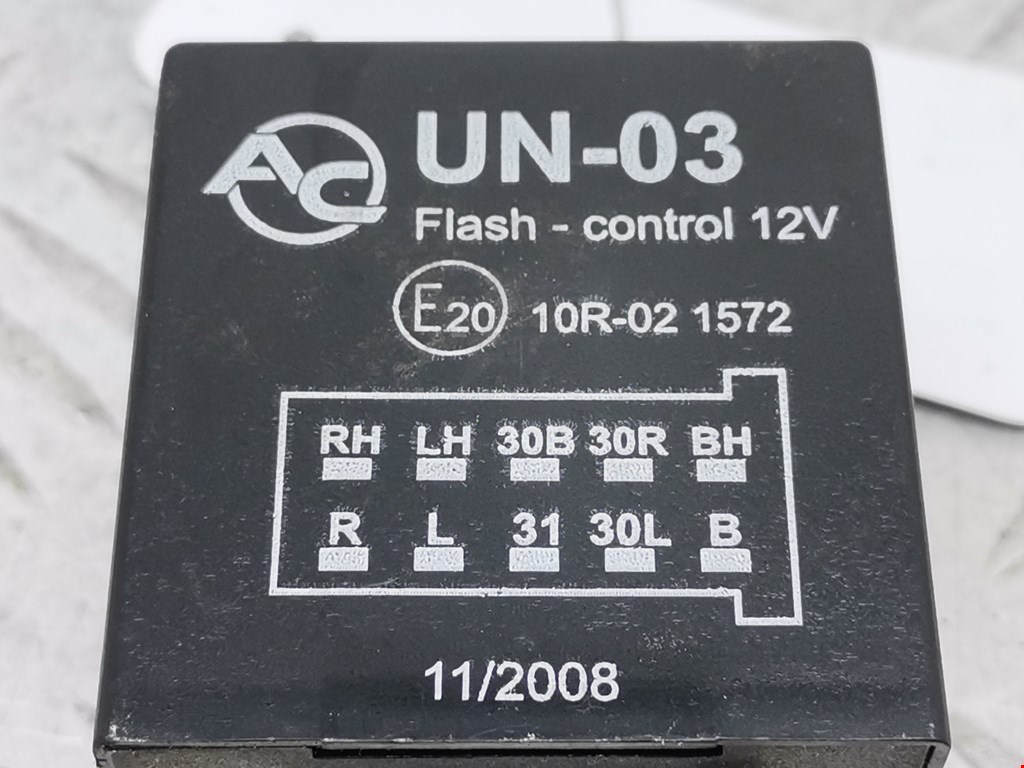 AC UN-03
Flash - control 12V
E20 10R-02 1572
RH LH 30B 30R BH
R L 31 30L B
11/2008